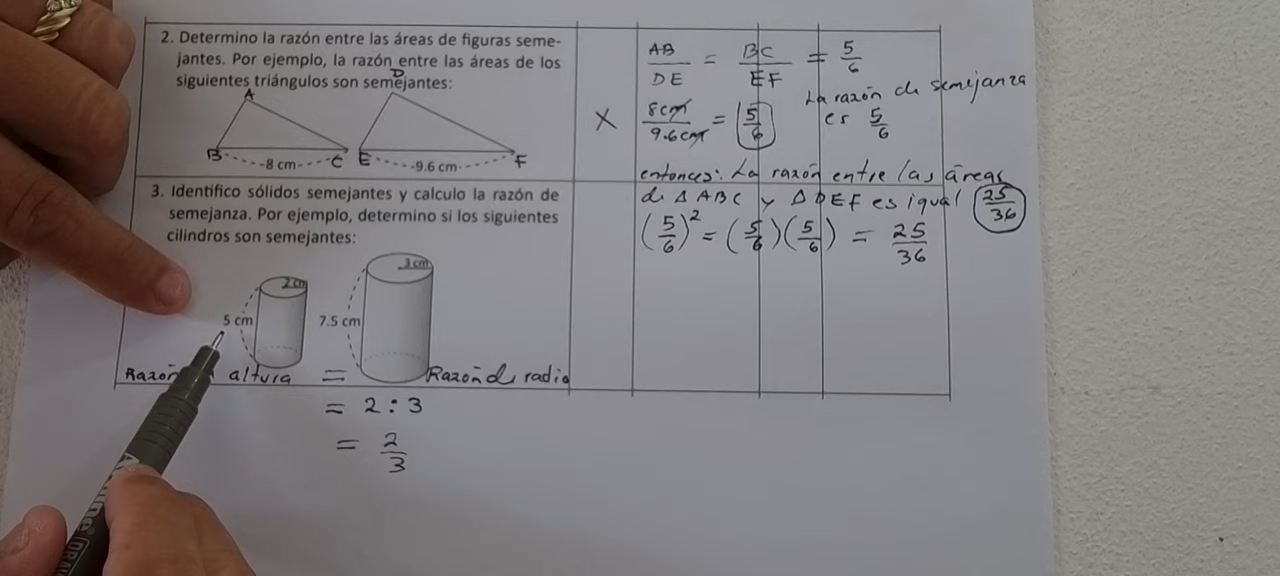 2. Determino la razón entre las áreas de figuras seme-
jantes. Por ejemplo, la razón entre las áreas de los
siguientes triángulos son semejantes:
A
D
B
8 cm
C
E
9.6 cm
F
X
AB/DE = BC/EF = 5/6
8cm/9.6cm = (5/6)
La razón de semejanza
es 5/6
entonces: La razón entre las áreas
de Δ ABC y Δ DEF es igual 25/36
(5/6)² = (5/6)(5/6) = 25/36
3. Identifico sólidos semejantes y calculo la razón de
semejanza. Por ejemplo, determino si los siguientes
cilindros son semejantes:
2 cm
3 cm
5 cm
7.5 cm
Razón altura = Razón de radio
= 2 : 3
= 2/3